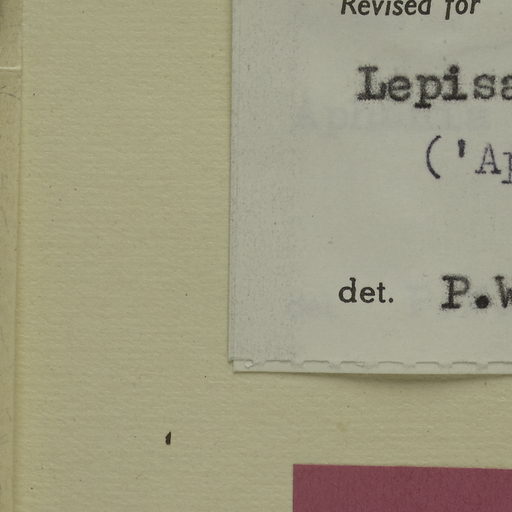 Revised for
Lepisa
('Ap
det. P.W